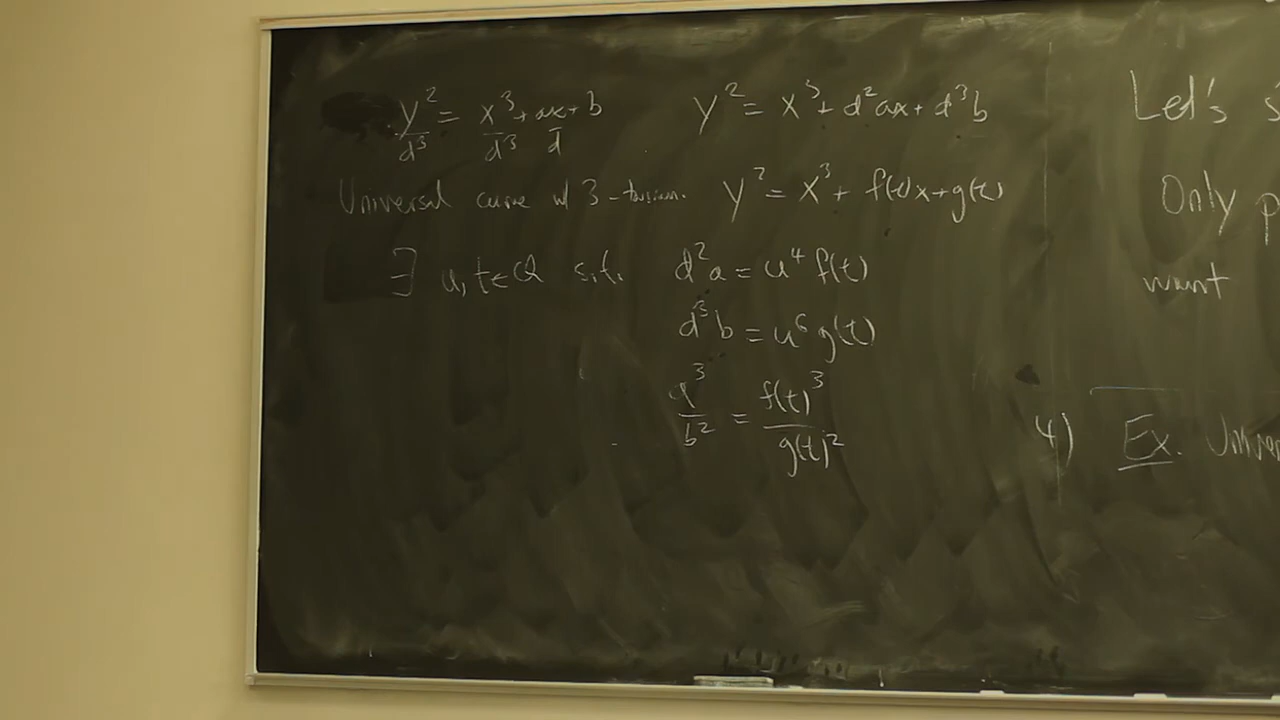 y²/d³ = x³/d³ + ax/d + b    y² = x³ + d²ax + d³b
Universal curve w/ 3-torsion. y² = x³ + f(t)x + g(t)
∃ u, t ∈ Q s.t. d²a = u⁴ f(t)
d³b = u⁶ g(t)
a³/b² = f(t)³/g(t)²
Let's s
Only p
want
4) Ex. Univer